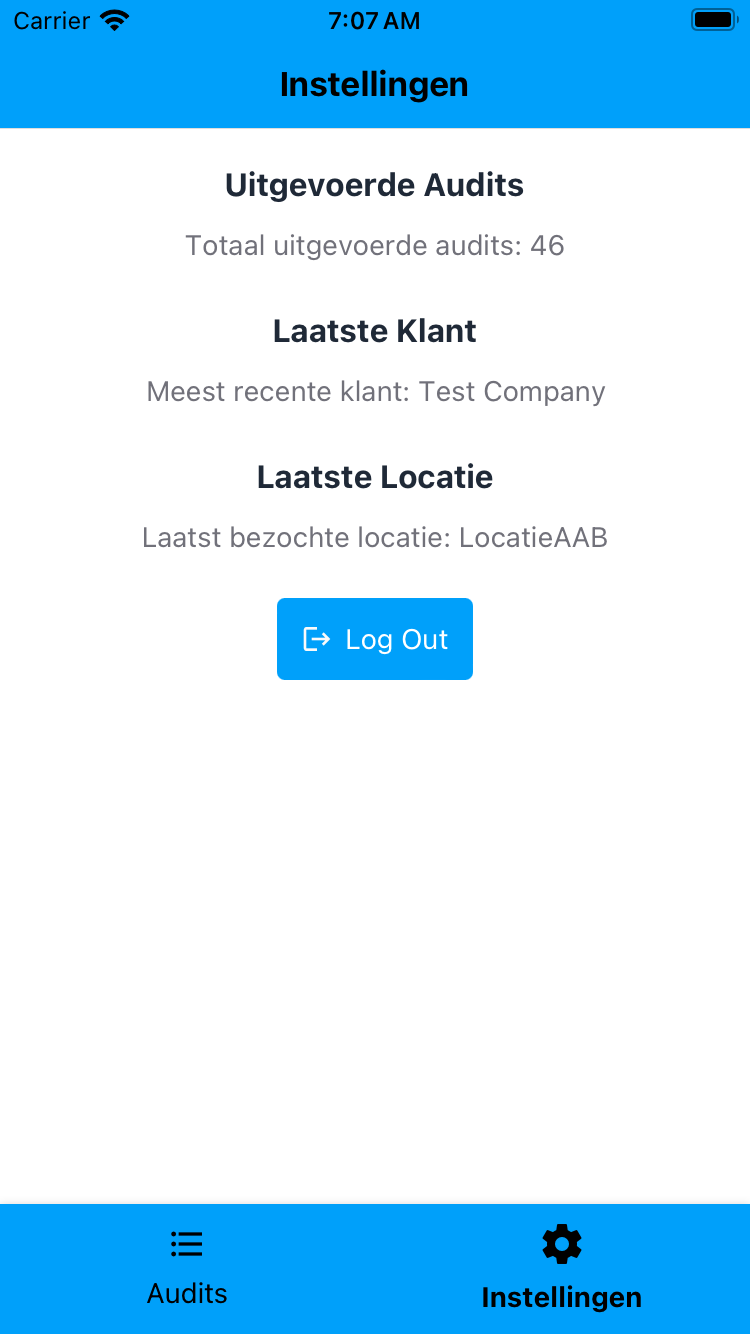 Carrier 7:07 AM
Instellingen
Uitgevoerde Audits
Totaal uitgevoerde audits: 46
Laatste Klant
Meest recente klant: Test Company
Laatste Locatie
Laatst bezochte locatie: LocatieAAB
Log Out
Audits
Instellingen